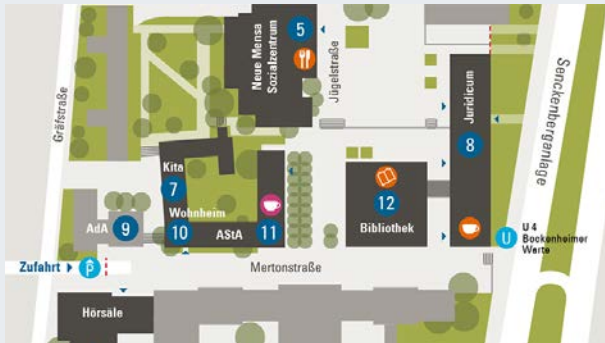 Neue Mensa
Sozialzentrum
5
Jügelstraße
Gräfstraße
Juridicum
8
Senckenberganlage
Kita
7
Wohnheim
12
Bibliothek
AdA 9
10
AStA
11
U
U 4
Bockenheimer
Warte
Zufahrt
P
Mertonstraße
Hörsäle